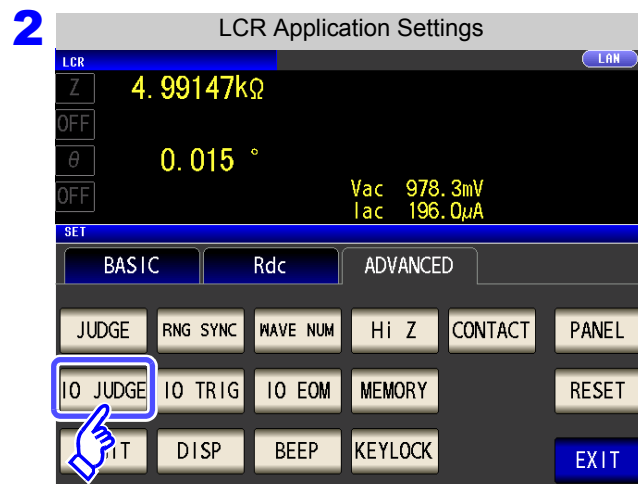 2
LCR Application Settings
LCR
LAN
Z 4.99147kΩ
OFF
θ 0.015 °
OFF
Vac 978.3mV
Iac 196.0μA
SET
BASIC Rdc ADVANCED
JUDGE RNG SYNC WAVE NUM Hi Z CONTACT PANEL
IO JUDGE IO TRIG IO EOM MEMORY RESET
DISP BEEP KEYLOCK EXIT